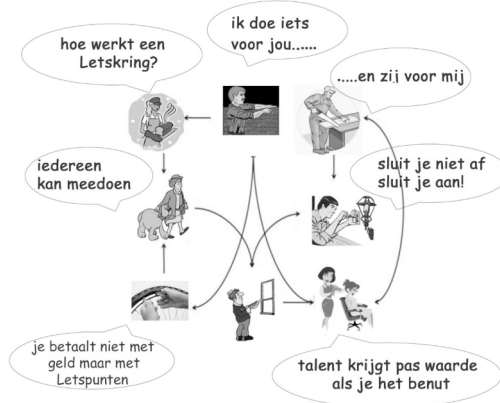 ik doe iets
voor jou......
hoe werkt een
Letskring?
.....en zij voor mij
iedereen
kan meedoen
sluit je niet af
sluit je aan!
je betaalt niet met
geld maar met
Letspunten
talent krijgt pas waarde
als je het benut